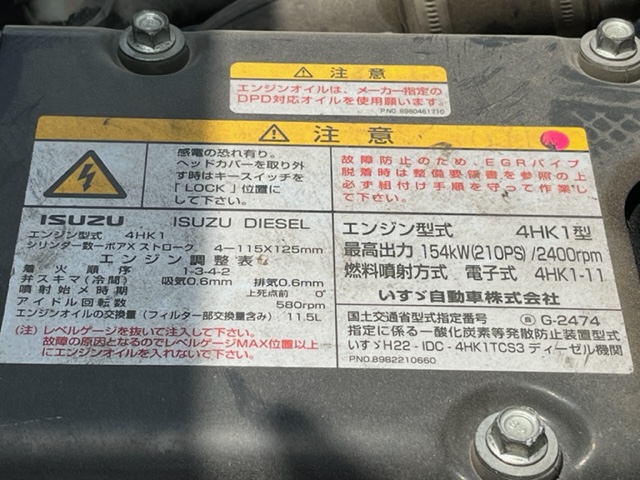 ⚠ 注意
エンジンオイルは、メーカー指定の
DPD対応オイルを使用願います。
PNO.8980461710
⚠ 注意
感電の恐れ有り。
ヘッドカバーを取り外
す時はキースイッチを
「LOCK」位置に
して下さい。
故障防止のため、EGRパイプ
脱着時は整備要領書を参照の上
必ず組付け手順を守って作業し
て下さい。
ISUZU ISUZU DIESEL
エンジン型式 4HK1
シリンダー数ーボアXストローク 4-115X125mm
エンジン調整表
着火順序 1-3-4-2
弁スキマ(冷間) 吸気0.6mm 排気0.6mm
噴射始メ時期 上死点前 0°
アイドル回転数 580rpm
エンジンオイルの交換量(フィルター部交換量含み) 11.5L
(注)レベルゲージを抜いて注入して下さい。
故障の原因となるのでレベルゲージMAX位置以上
にエンジンオイルを入れないで下さい。
エンジン型式 4HK1型
最高出力 154kW(210PS)/2400rpm
燃料噴射方式 電子式 4HK1-11
いすゞ自動車株式会社
国土交通省型式指定番号 G-2474
指定に係る一酸化炭素等発散防止装置型式
いすゞH22-IDC-4HK1TCS3 ディーゼル機関
PNO.8982210660